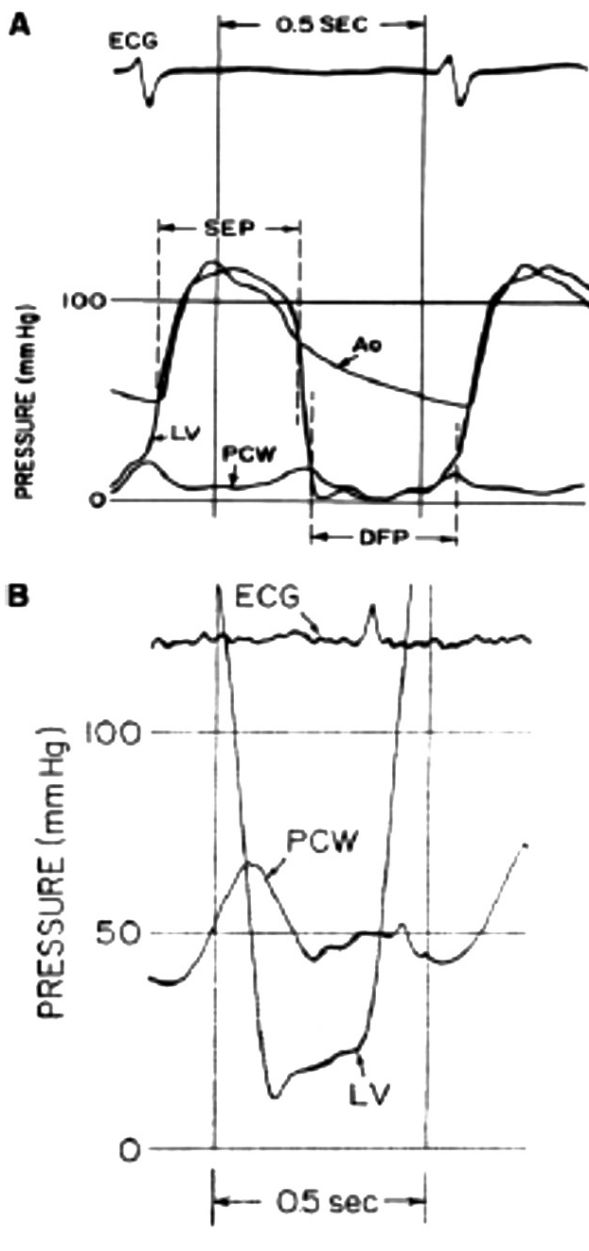 A
0.5 SEC
ECG
SEP
100
Ao
LV
PCW
0
DFP
PRESSURE (mm Hg)
B
ECG
100
PCW
50
LV
0
PRESSURE (mm Hg)
0.5 sec